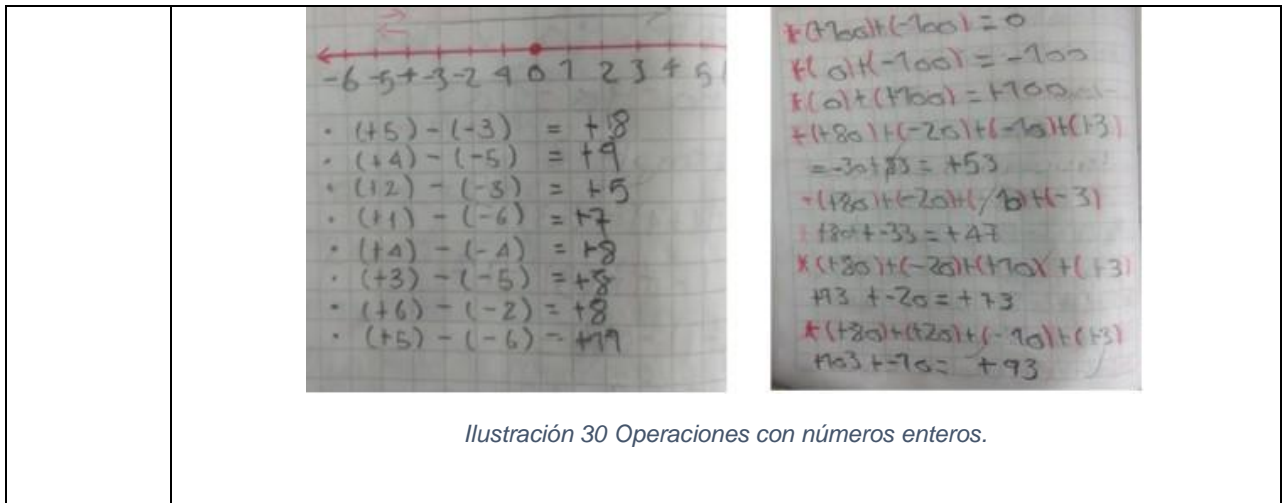 -6 -5 + -3 -2 1 0 1 2 3 4 5
· (+5) - (-3) = +8
· (+4) - (-5) = +9
· (+2) - (-3) = +5
· (+1) - (-6) = +7
· (+4) - (-4) = +8
· (+3) - (-5) = +8
· (+6) - (-2) = +8
· (+5) - (-6) = +11
*(+100)+(-100) = 0
*(0)+(-100) = -100
*(0)+(+100) = +100
*(+80)+(-20)+(-10)+(+3)
=-30+83 = +53
*(+80)+(-20)+(-10)+(-3)
+80+-33 = +47
*(+80)+(-20)+(+10)+(+3)
+93 +-20 = +73
*(+80)+(+20)+(-10)+(+3)
+103+-10= +93
Ilustración 30 Operaciones con números enteros.